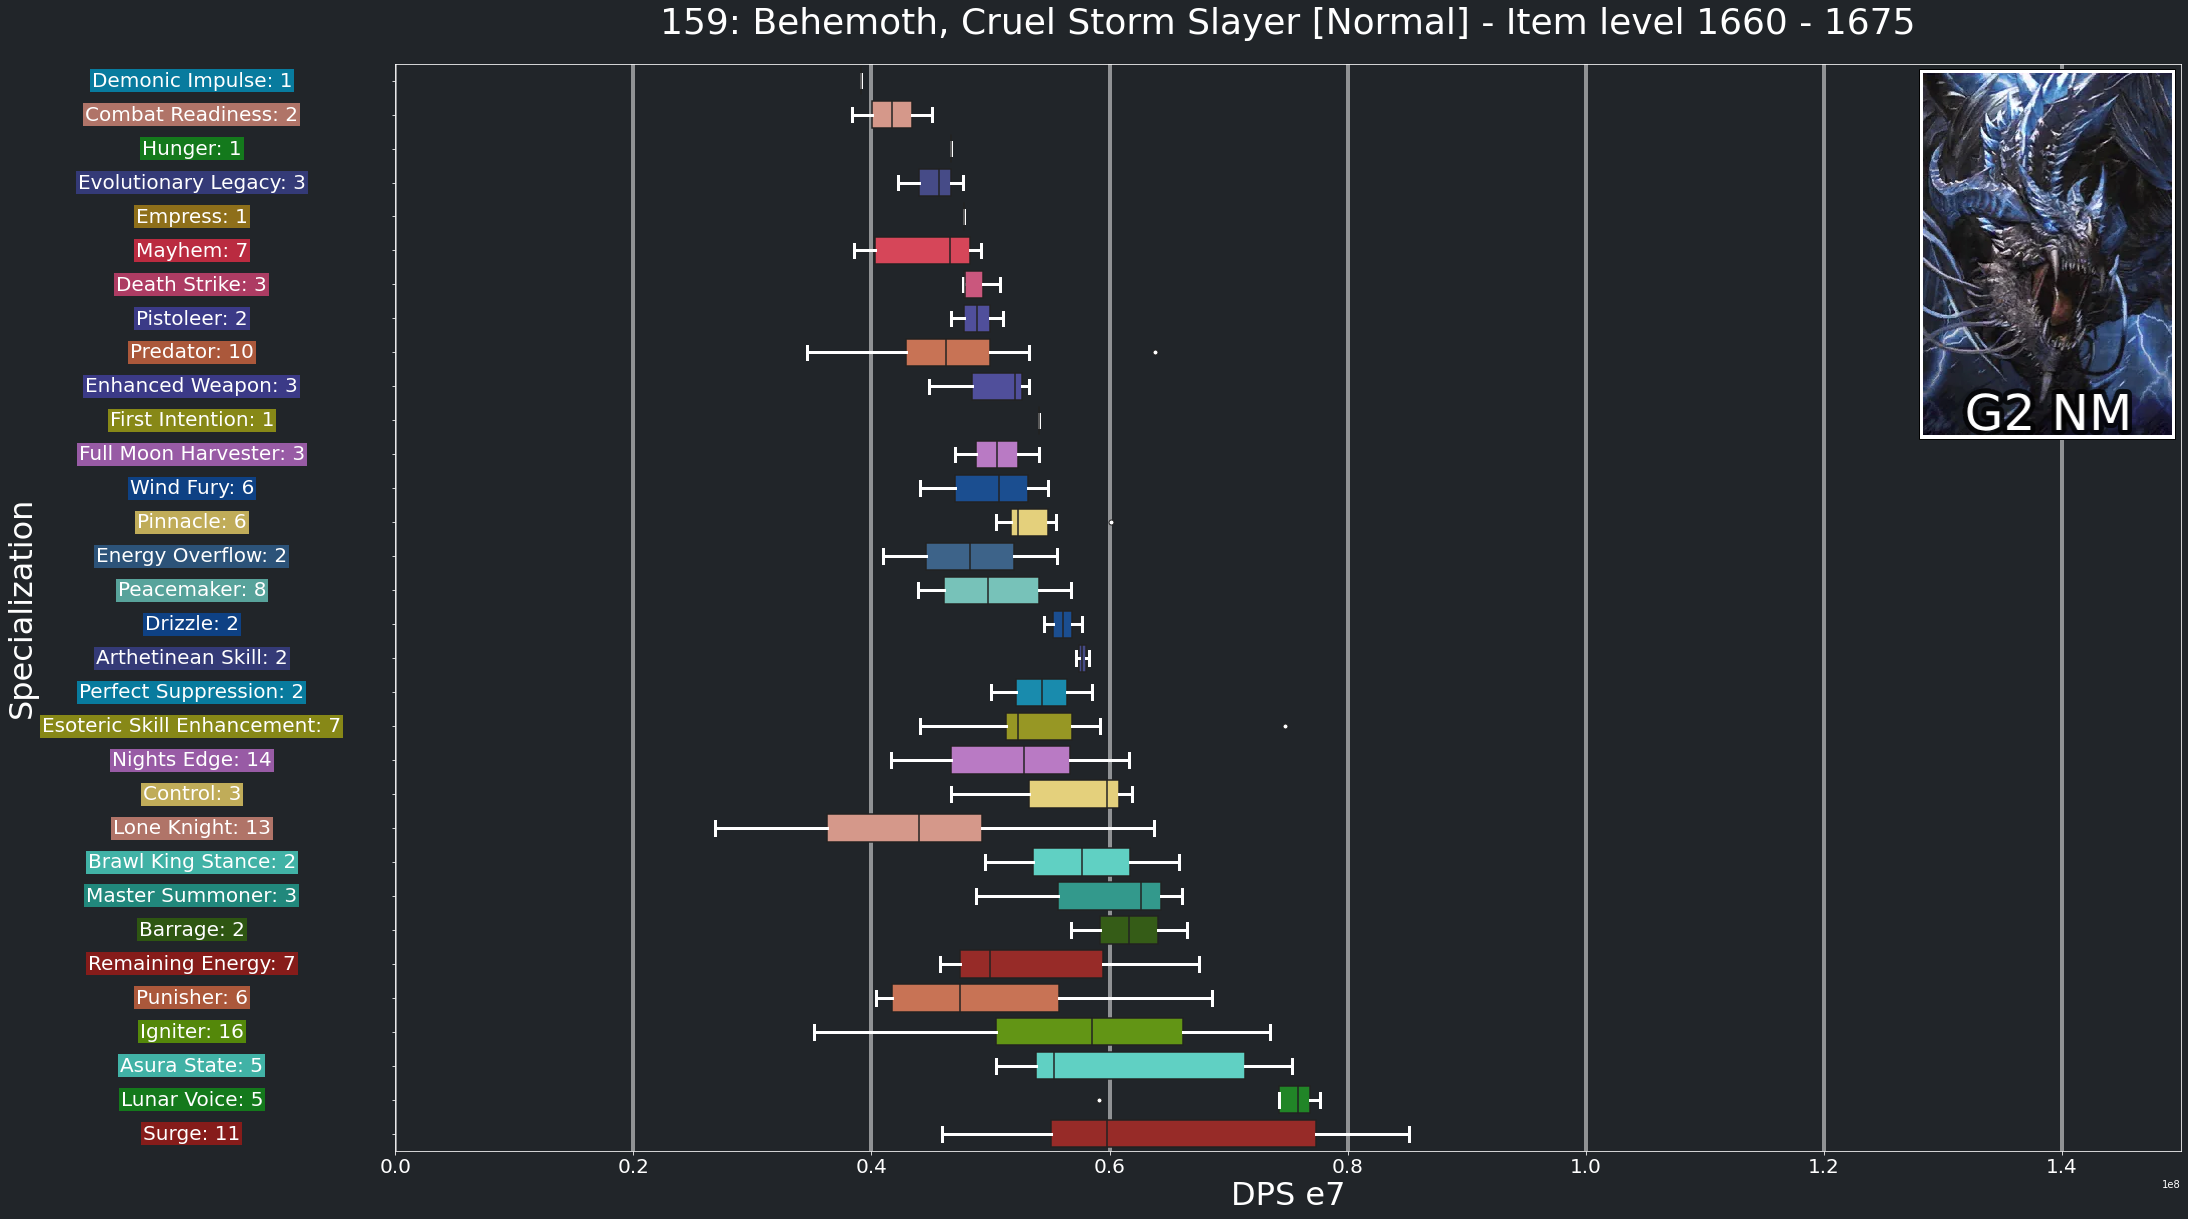 159: Behemoth, Cruel Storm Slayer [Normal] - Item level 1660 - 1675
Demonic Impulse: 1
Combat Readiness: 2
Hunger: 1
Evolutionary Legacy: 3
Empress: 1
Mayhem: 7
Death Strike: 3
Pistoleer: 2
Predator: 10
Enhanced Weapon: 3
First Intention: 1
Full Moon Harvester: 3
Wind Fury: 6
Pinnacle: 6
Energy Overflow: 2
Peacemaker: 8
Drizzle: 2
Arthetinean Skill: 2
Perfect Suppression: 2
Esoteric Skill Enhancement: 7
Nights Edge: 14
Control: 3
Lone Knight: 13
Brawl King Stance: 2
Master Summoner: 3
Barrage: 2
Remaining Energy: 7
Punisher: 6
Igniter: 16
Asura State: 5
Lunar Voice: 5
Surge: 11
Specialization
G2 NM
0.0 0.2 0.4 0.6 0.8 1.0 1.2 1.4
DPS e7
1e8